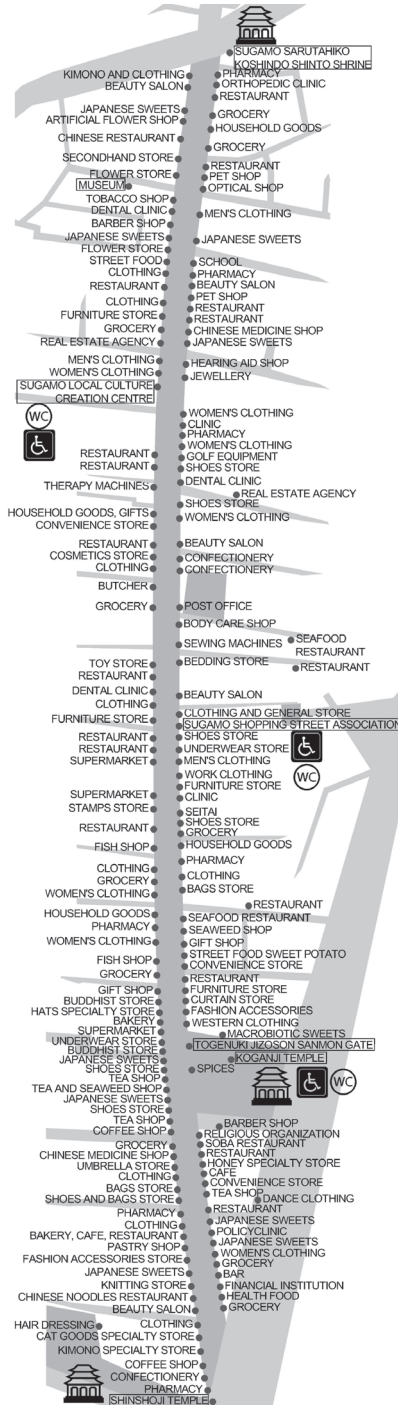 SUGAMO SARUTAHIKO
KOSHINDO SHINTO SHRINE
KIMONO AND CLOTHING
PHARMACY
BEAUTY SALON
ORTHOPEDIC CLINIC
RESTAURANT
JAPANESE SWEETS
GROCERY
ARTIFICIAL FLOWER SHOP
HOUSEHOLD GOODS
CHINESE RESTAURANT
GROCERY
SECONDHAND STORE
RESTAURANT
FLOWER STORE
PET SHOP
MUSEUM
OPTICAL SHOP
TOBACCO SHOP
DENTAL CLINIC
MEN'S CLOTHING
BARBER SHOP
JAPANESE SWEETS
JAPANESE SWEETS
FLOWER STORE
STREET FOOD
SCHOOL
CLOTHING
PHARMACY
RESTAURANT
BEAUTY SALON
PET SHOP
CLOTHING
RESTAURANT
FURNITURE STORE
RESTAURANT
GROCERY
CHINESE MEDICINE SHOP
REAL ESTATE AGENCY
JAPANESE SWEETS
MEN'S CLOTHING
HEARING AID SHOP
WOMEN'S CLOTHING
JEWELLERY
SUGAMO LOCAL CULTURE
CREATION CENTRE
WC
WOMEN'S CLOTHING
CLINIC
PHARMACY
WOMEN'S CLOTHING
RESTAURANT
GOLF EQUIPMENT
RESTAURANT
SHOES STORE
THERAPY MACHINES
DENTAL CLINIC
REAL ESTATE AGENCY
SHOES STORE
HOUSEHOLD GOODS, GIFTS
WOMEN'S CLOTHING
CONVENIENCE STORE
RESTAURANT
BEAUTY SALON
COSMETICS STORE
CONFECTIONERY
CLOTHING
CONFECTIONERY
BUTCHER
GROCERY
POST OFFICE
BODY CARE SHOP
SEWING MACHINES
SEAFOOD
RESTAURANT
TOY STORE
BEDDING STORE
RESTAURANT
RESTAURANT
DENTAL CLINIC
BEAUTY SALON
CLOTHING
CLOTHING AND GENERAL STORE
FURNITURE STORE
SUGAMO SHOPPING STREET ASSOCIATION
RESTAURANT
SHOES STORE
RESTAURANT
UNDERWEAR STORE
SUPERMARKET
MEN'S CLOTHING
WORK CLOTHING
WC
FURNITURE STORE
SUPERMARKET
CLINIC
STAMPS STORE
SEITAI
SHOES STORE
RESTAURANT
GROCERY
FISH SHOP
HOUSEHOLD GOODS
PHARMACY
CLOTHING
CLOTHING
GROCERY
BAGS STORE
WOMEN'S CLOTHING
RESTAURANT
HOUSEHOLD GOODS
SEAFOOD RESTAURANT
PHARMACY
SEAWEED SHOP
WOMEN'S CLOTHING
GIFT SHOP
STREET FOOD SWEET POTATO
FISH SHOP
CONVENIENCE STORE
GROCERY
RESTAURANT
GIFT SHOP
FURNITURE STORE
BUDDHIST STORE
CURTAIN STORE
HATS SPECIALTY STORE
FASHION ACCESSORIES
BAKERY
WESTERN CLOTHING
SUPERMARKET
MACROBIOTIC SWEETS
UNDERWEAR STORE
TOGENUKI JIZOSON SANMON GATE
BUDDHIST STORE
JAPANESE SWEETS
KOGANJI TEMPLE
SHOES STORE
SPICES
TEA SHOP
WC
TEA AND SEAWEED SHOP
JAPANESE SWEETS
SHOES STORE
TEA SHOP
BARBER SHOP
COFFEE SHOP
RELIGIOUS ORGANIZATION
GROCERY
SOBA RESTAURANT
CHINESE MEDICINE SHOP
RESTAURANT
UMBRELLA STORE
HONEY SPECIALTY STORE
CLOTHING
CAFE
BAGS STORE
CONVENIENCE STORE
SHOES AND BAGS STORE
TEA SHOP
DANCE CLOTHING
PHARMACY
RESTAURANT
CLOTHING
JAPANESE SWEETS
BAKERY, CAFE, RESTAURANT
POLICYCLINIC
PASTRY SHOP
JAPANESE SWEETS
FASHION ACCESSORIES STORE
WOMEN'S CLOTHING
GROCERY
JAPANESE SWEETS
BAR
KNITTING STORE
FINANCIAL INSTITUTION
CHINESE NOODLES RESTAURANT
HEALTH FOOD
BEAUTY SALON
GROCERY
HAIR DRESSING
CLOTHING
CAT GOODS SPECIALTY STORE
KIMONO SPECIALTY STORE
COFFEE SHOP
CONFECTIONERY
PHARMACY
SHINSHOJI TEMPLE